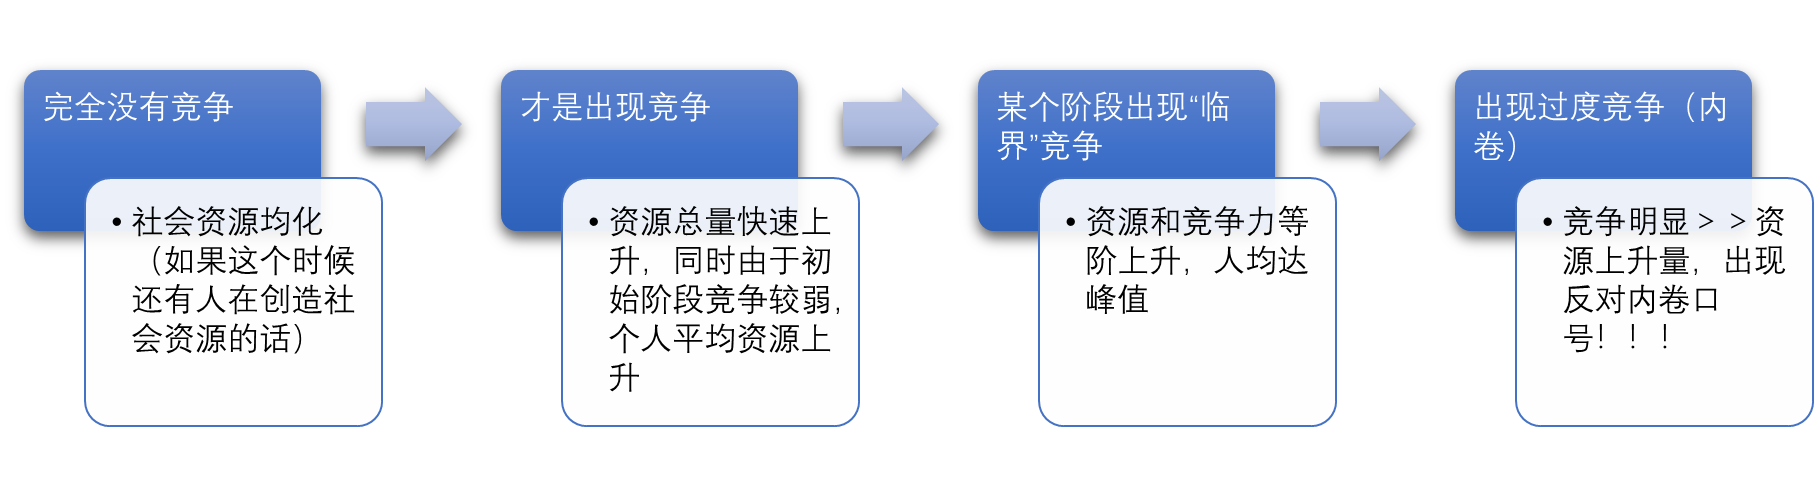 完全没有竞争
• 社会资源均化
（如果这个时候
还有人在创造社
会资源的话）
才是出现竞争
• 资源总量快速上
升，同时由于初
始阶段竞争较弱，
个人平均资源上
升
某个阶段出现“临
界”竞争
• 资源和竞争力等
阶上升，人均达
峰值
出现过度竞争（内
卷）
• 竞争明显＞＞资
源上升量，出现
反对内卷口
号！！！